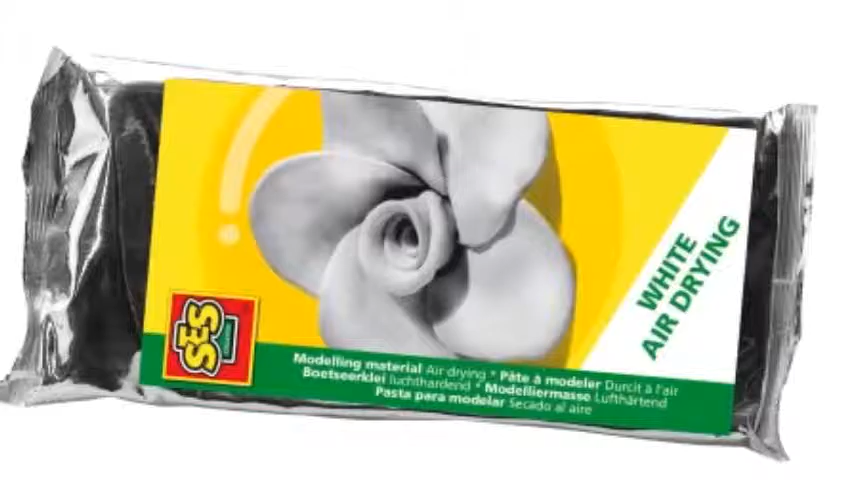 WHITE
AIR DRYING
SES
Modelling material Air drying * Pâte à modeler Durcit à l'air
Boetseerklei luchthardend * Modelliermasse Lufthärtend
Pasta para modelar Secado al aire